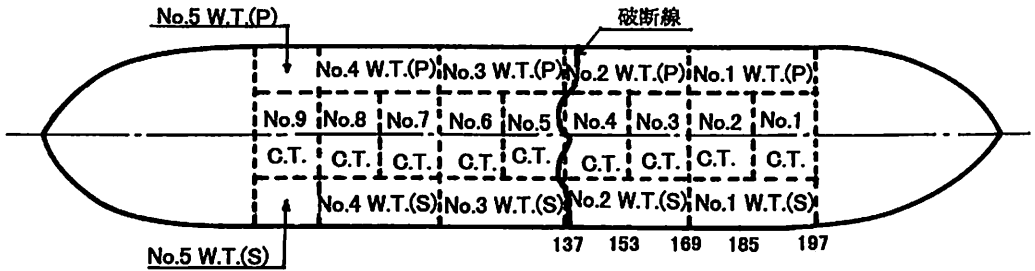 No.5 W.T.(P)
破断線
No.4 W.T.(P) No.3 W.T.(P) No.2 W.T.(P) No.1 W.T.(P)
No.9 No.8 No.7 No.6 No.5 No.4 No.3 No.2 No.1
C.T. C.T. C.T. C.T. C.T. C.T. C.T. C.T. C.T.
No.4 W.T.(S) No.3 W.T.(S) No.2 W.T.(S) No.1 W.T.(S)
137 153 169 185 197
No.5 W.T.(S)